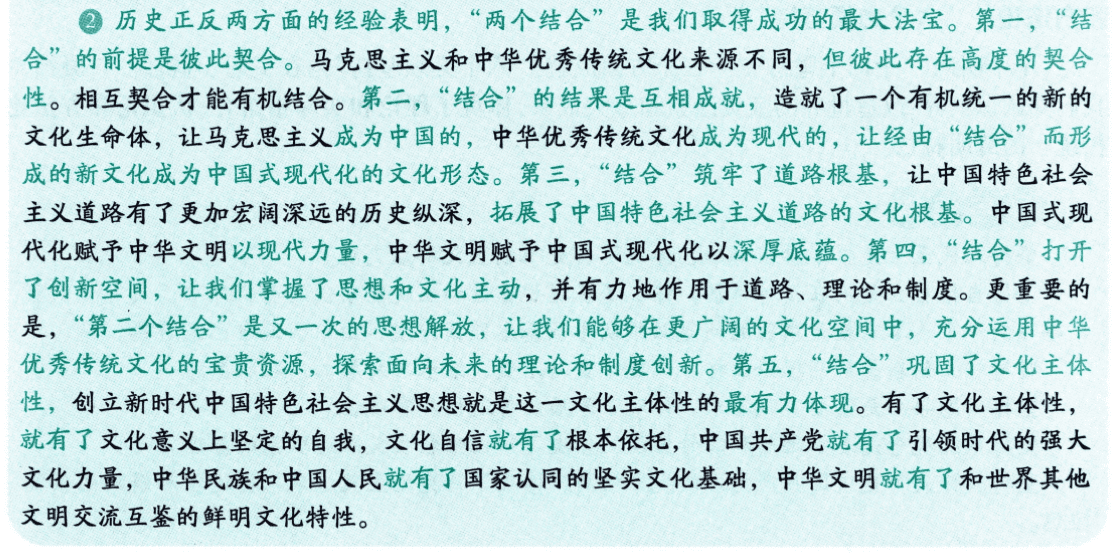 ❷ 历史正反两方面的经验表明，“两个结合”是我们取得成功的最大法宝。第一，“结
合”的前提是彼此契合。马克思主义和中华优秀传统文化来源不同，但彼此存在高度的契合
性。相互契合才能有机结合。第二，“结合”的结果是互相成就，造就了一个有机统一的新的
文化生命体，让马克思主义成为中国的，中华优秀传统文化成为现代的，让经由“结合”而形
成的新文化成为中国式现代化的文化形态。第三，“结合”筑牢了道路根基，让中国特色社会
主义道路有了更加宏阔深远的历史纵深，拓展了中国特色社会主义道路的文化根基。中国式现
代化赋予中华文明以现代力量，中华文明赋予中国式现代化以深厚底蕴。第四，“结合”打开
了创新空间，让我们掌握了思想和文化主动，并有力地作用于道路、理论和制度。更重要的
是，“第二个结合”是又一次的思想解放，让我们能够在更广阔的文化空间中，充分运用中华
优秀传统文化的宝贵资源，探索面向未来的理论和制度创新。第五，“结合”巩固了文化主体
性，创立新时代中国特色社会主义思想就是这一文化主体性的最有力体现。有了文化主体性，
就有了文化意义上坚定的自我，文化自信就有了根本依托，中国共产党就有了引领时代的强大
文化力量，中华民族和中国人民就有了国家认同的坚实文化基础，中华文明就有了和世界其他
文明交流互鉴的鲜明文化特性。